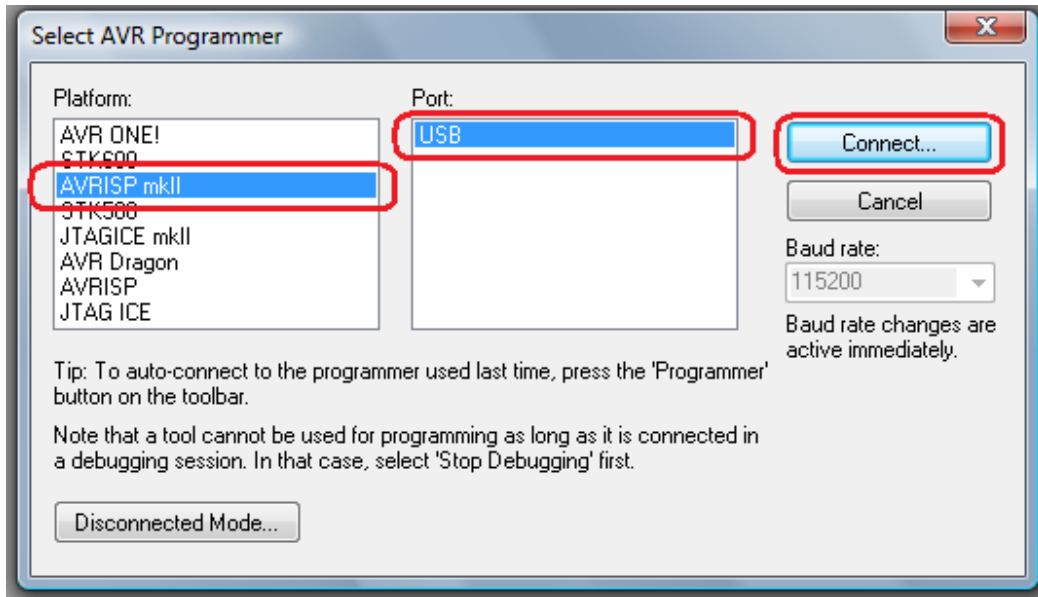 Select AVR Programmer
Platform:
Port:
AVR ONE!
STK600
AVRISP mkII
STK500
JTAGICE mkII
AVR Dragon
AVRISP
JTAG ICE
USB
Connect...
Cancel
Baud rate:
115200
Baud rate changes are
active immediately.
Tip: To auto-connect to the programmer used last time, press the 'Programmer'
button on the toolbar.
Note that a tool cannot be used for programming as long as it is connected in
a debugging session. In that case, select 'Stop Debugging' first.
Disconnected Mode...